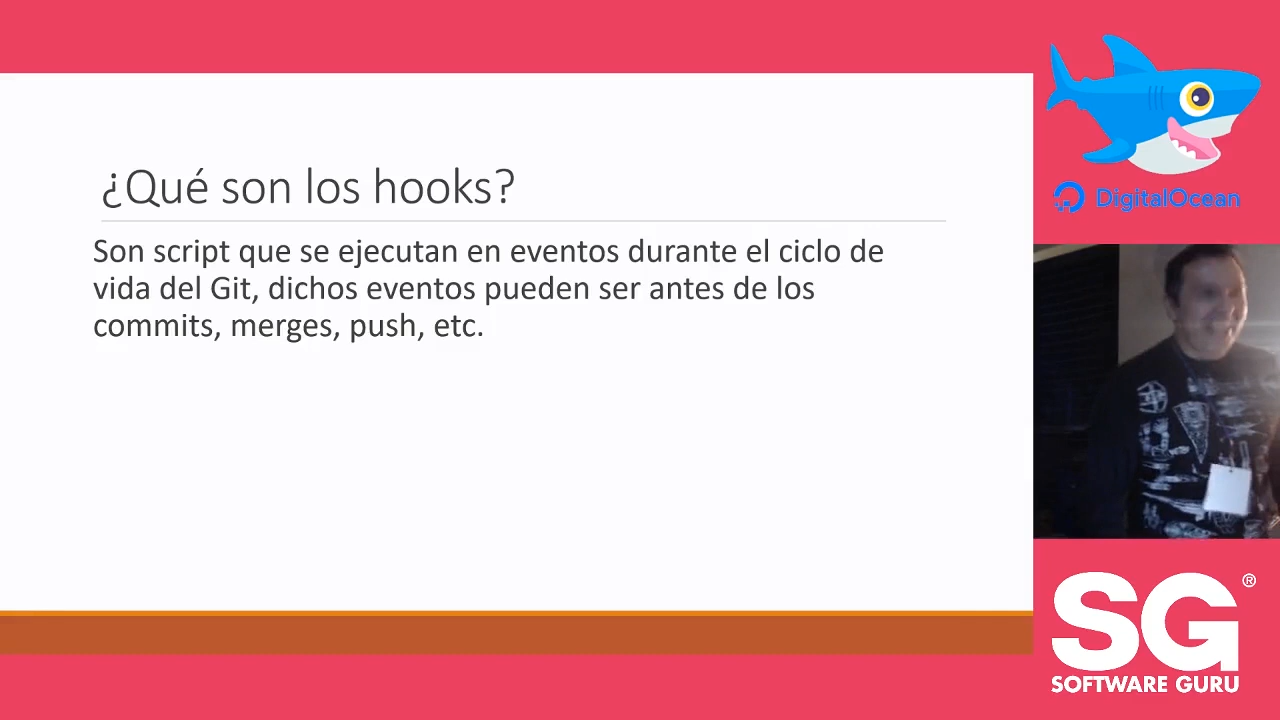 ¿Qué son los hooks?
Son script que se ejecutan en eventos durante el ciclo de
vida del Git, dichos eventos pueden ser antes de los
commits, merges, push, etc.
DigitalOcean
SG®
SOFTWARE GURU